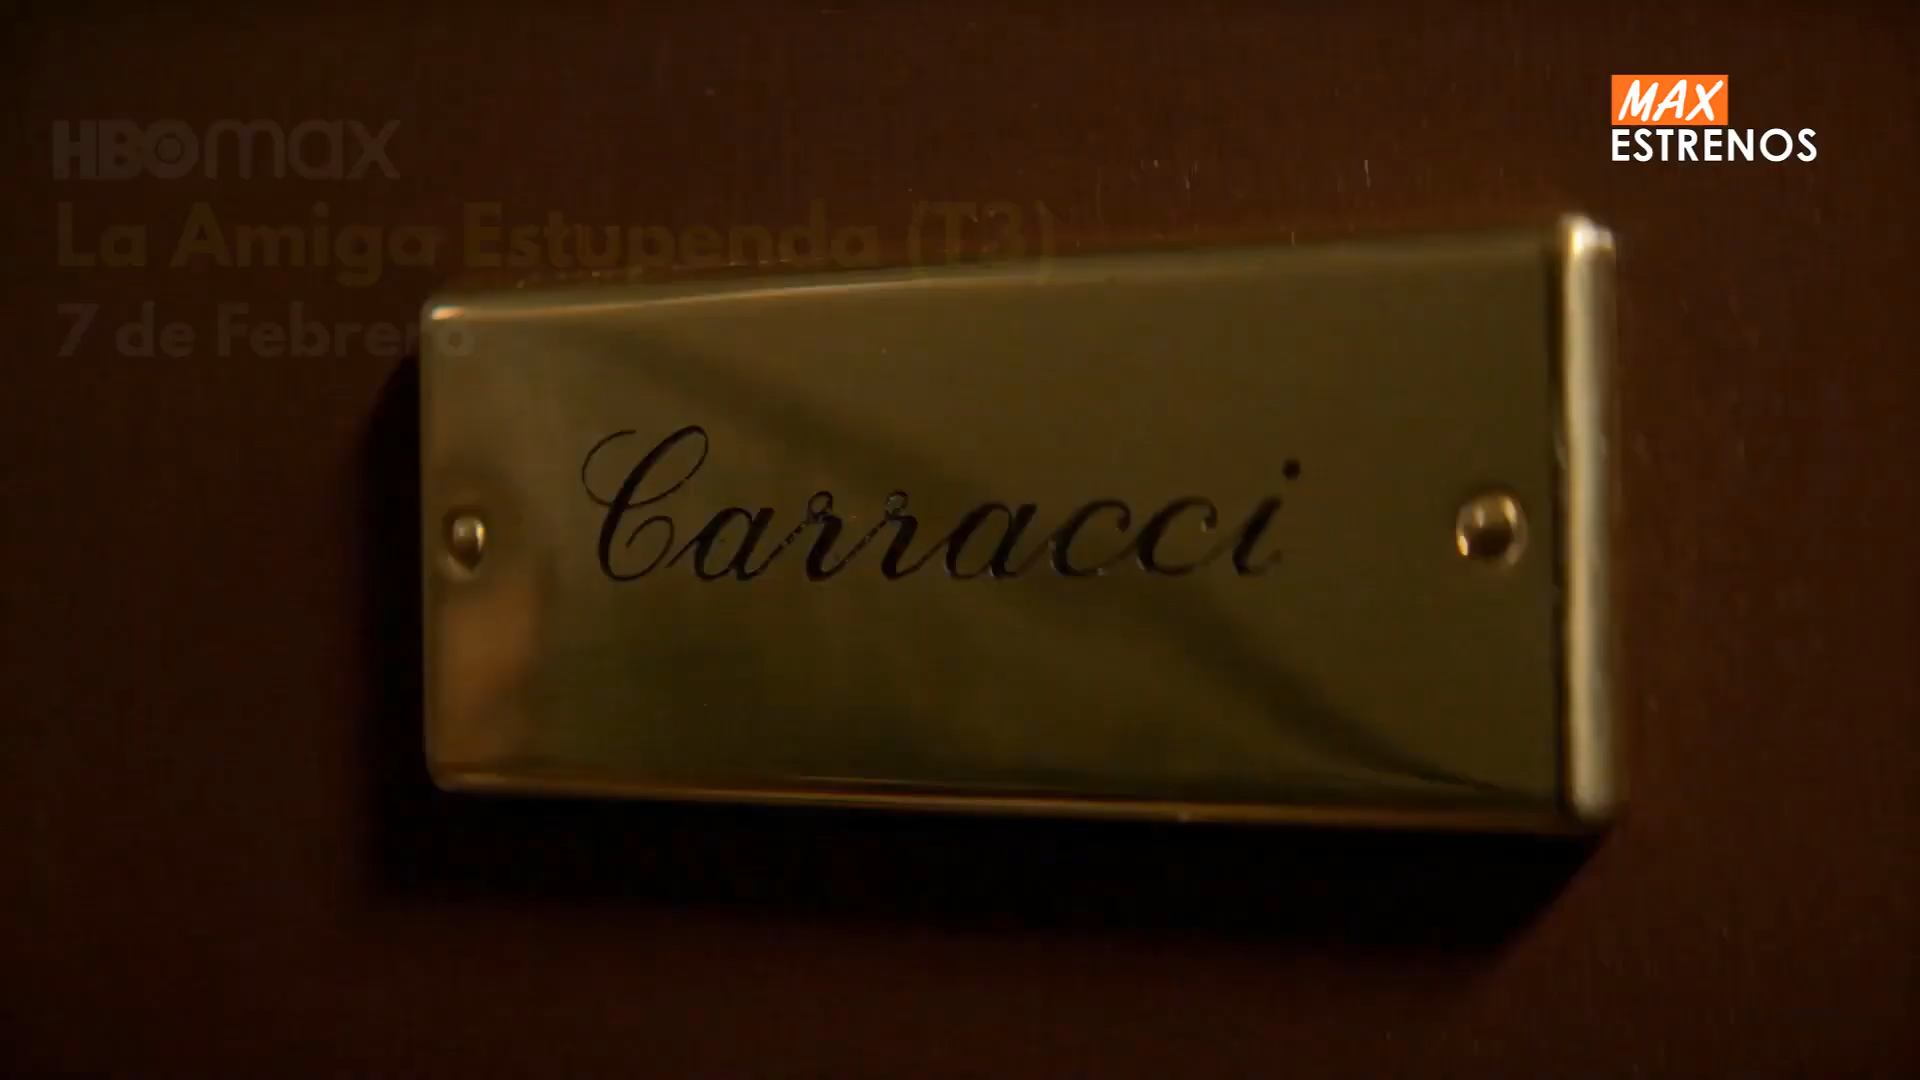 HBOmax
La Amiga Estupenda (T3)
7 de Febrero
MAX
ESTRENOS
Carracci